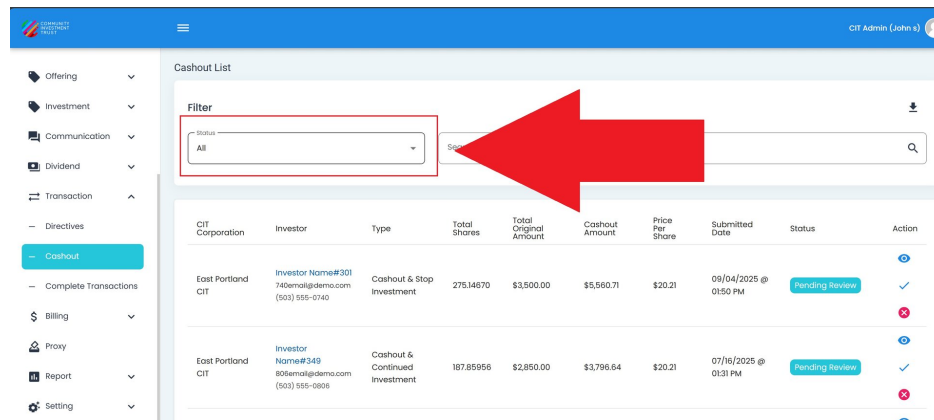 COMMUNITY
INVESTMENT
TRUST
CIT Admin (John s)
Offering
Investment
Communication
Dividend
Transaction
Directives
Cashout
Complete Transactions
Billing
Proxy
Report
Setting
Cashout List
Filter
Status
All
CIT Corporation
Investor
Type
Total Shares
Total Original Amount
Cashout Amount
Price Per Share
Submitted Date
Status
Action
East Portland CIT
Investor Name#301
740email@demo.com
(503) 555-0740
Cashout & Stop Investment
275.14670
$3,500.00
$5,560.71
$20.21
09/04/2025 @ 01:50 PM
Pending Review
East Portland CIT
Investor Name#349
806email@demo.com
(503) 555-0806
Cashout & Continued Investment
187.85956
$2,850.00
$3,796.64
$20.21
07/16/2025 @ 01:31 PM
Pending Review